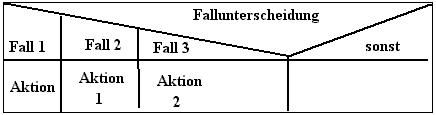 Fallunterscheidung
Fall 1 Fall 2 Fall 3 sonst
Aktion Aktion 1 Aktion 2